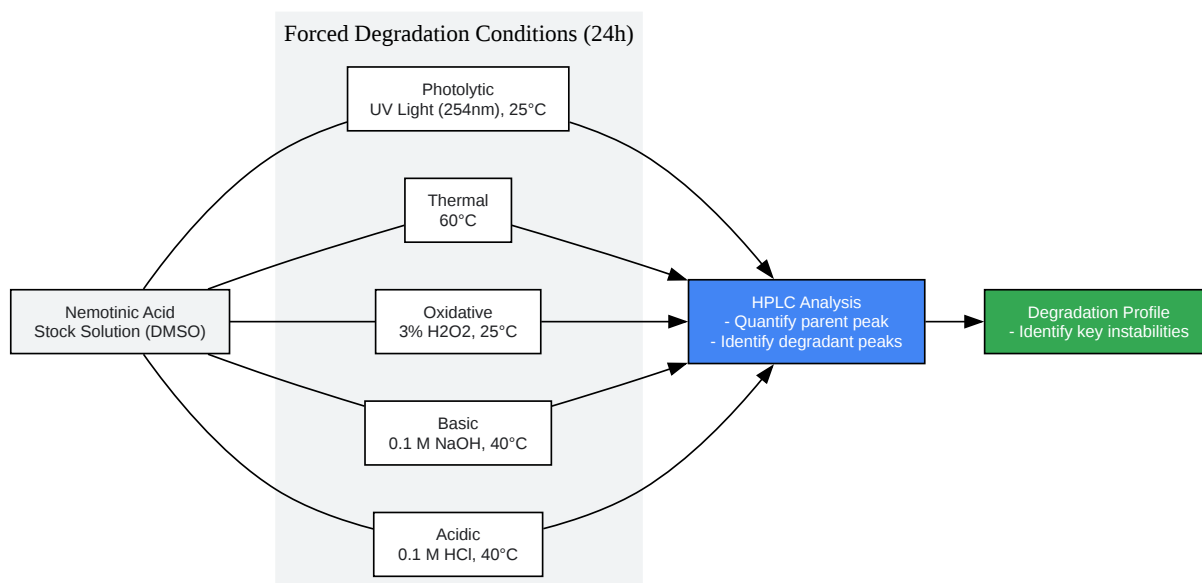 Forced Degradation Conditions (24h)
Photolytic
UV Light (254nm), 25°C
Thermal
60°C
Nemotinic Acid
Stock Solution (DMSO)
Oxidative
3% H2O2, 25°C
HPLC Analysis
- Quantify parent peak
- Identify degradant peaks
Degradation Profile
- Identify key instabilities
Basic
0.1 M NaOH, 40°C
Acidic
0.1 M HCl, 40°C